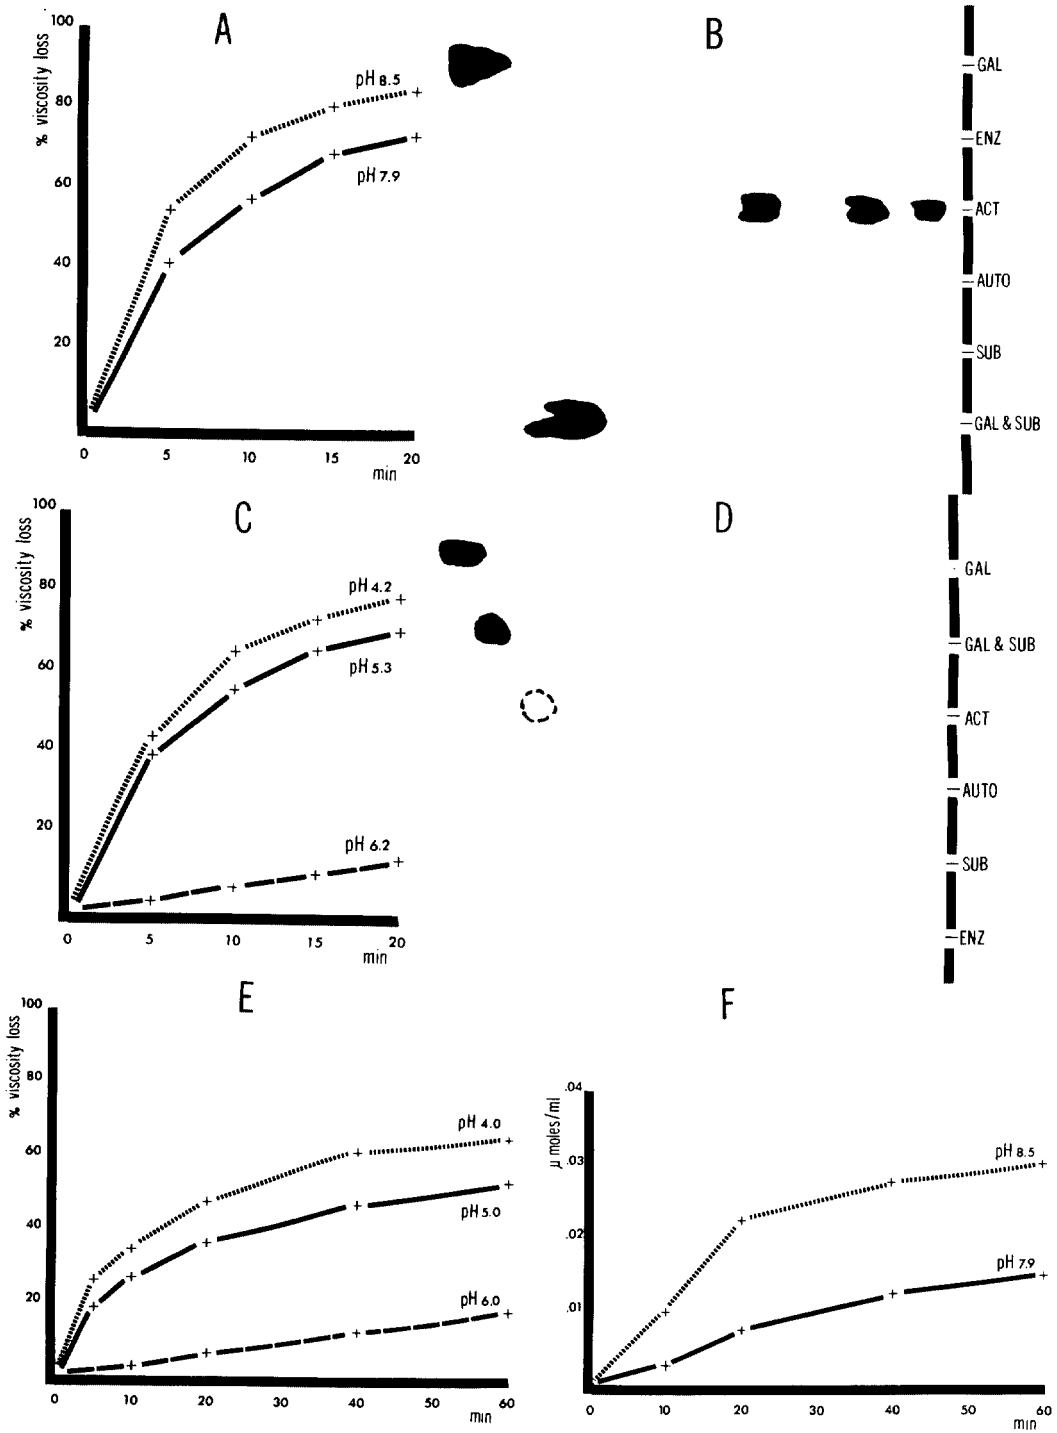 A
% viscosity loss
100
80
60
40
20
pH 8.5
pH 7.9
0 5 10 15 20
min
B
GAL
ENZ
ACT
AUTO
SUB
GAL & SUB
C
% viscosity loss
100
80
60
40
20
pH 4.2
pH 5.3
pH 6.2
0 5 10 15 20
min
D
GAL
GAL & SUB
ACT
AUTO
SUB
ENZ
E
% viscosity loss
100
80
60
40
20
pH 4.0
pH 5.0
pH 6.0
0 10 20 30 40 50 60
min
F
μ moles/ml
.04
.03
.02
.01
pH 8.5
pH 7.9
0 10 20 30 40 50 60
min